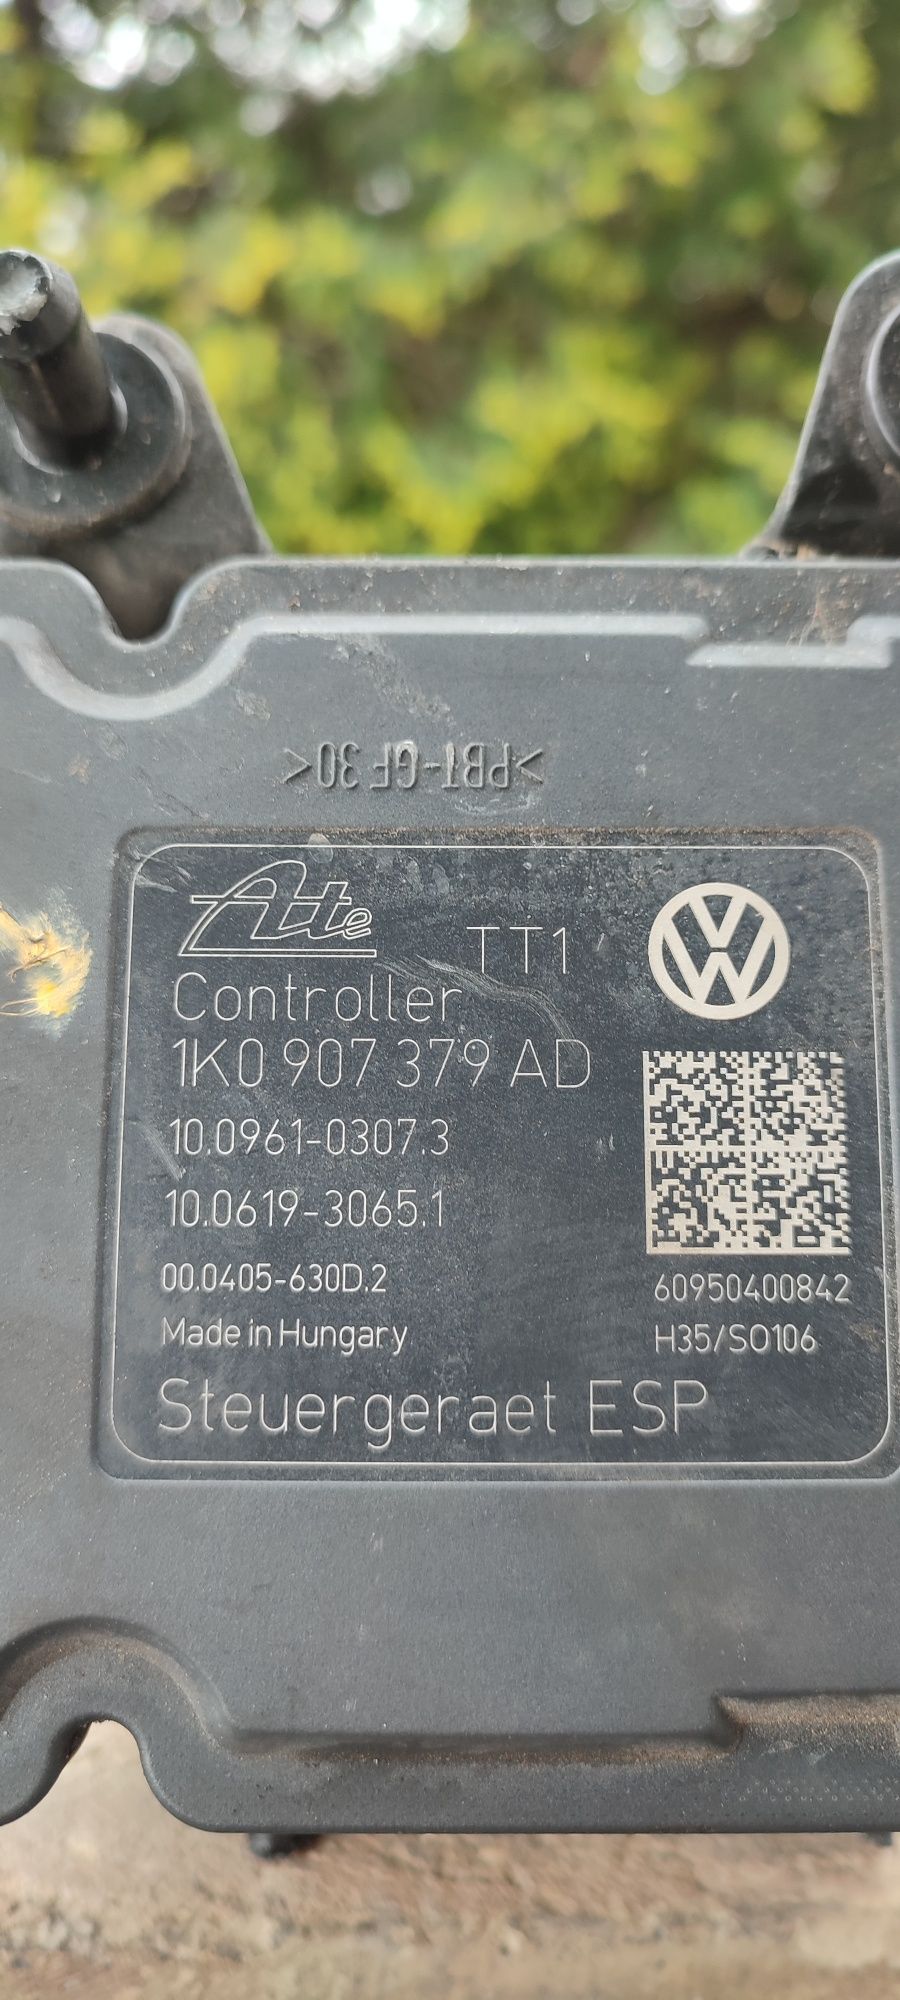 >PBT-GF 30<
Ate
TT1
Controller
1K0 907 379 AD
10.0961-0307.3
10.0619-3065.1
00.0405-630D.2
60950400842
Made in Hungary
H35/SO106
Steuergeraet ESP